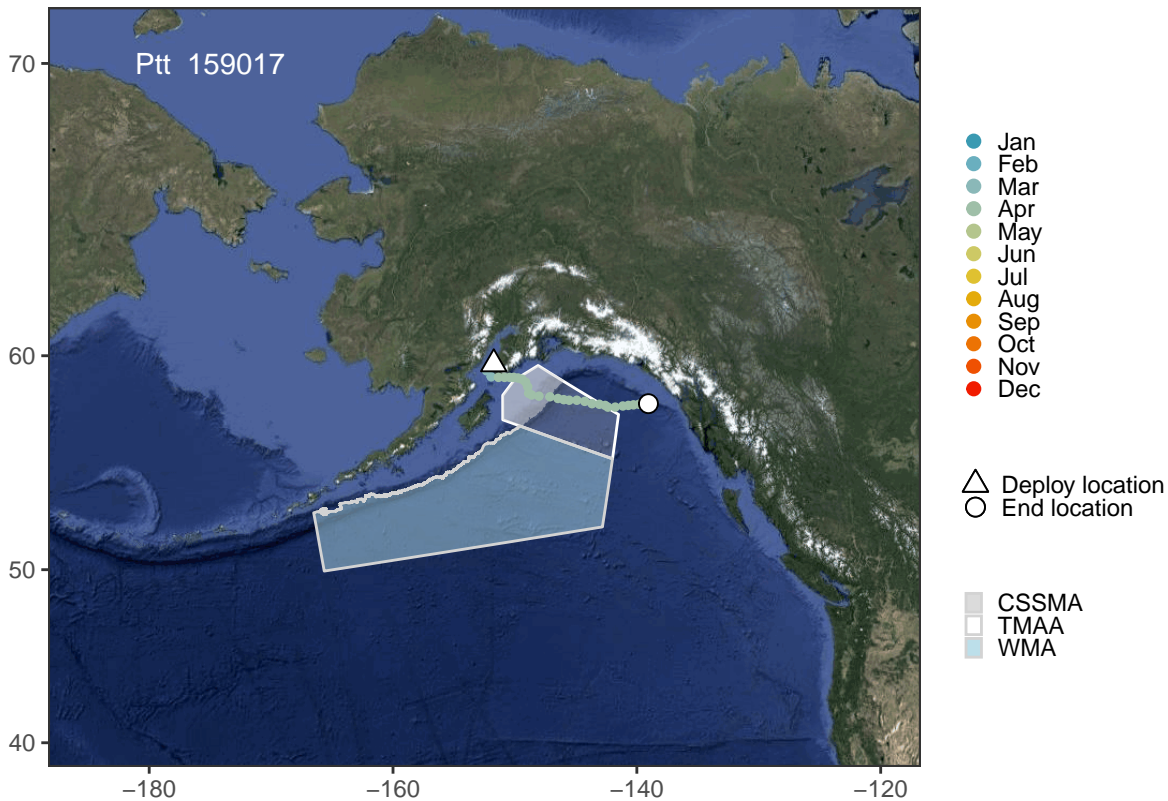 Ptt 159017
70
60
50
40
−180
−160
−140
−120
Jan
Feb
Mar
Apr
May
Jun
Jul
Aug
Sep
Oct
Nov
Dec
Deploy location
End location
CSSMA
TMAA
WMA